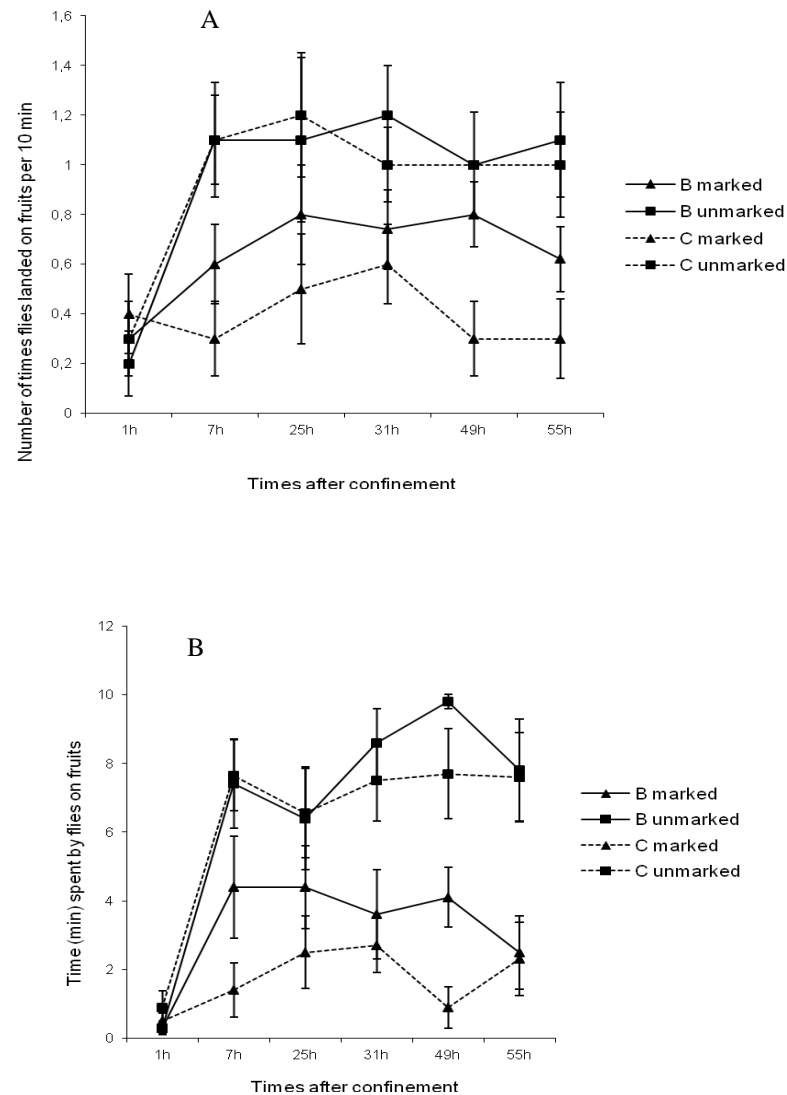 A
Number of times flies landed on fruits per 10 min
1,6
1,4
1,2
1
0,8
0,6
0,4
0,2
0
1h 7h 25h 31h 49h 55h
Times after confinement
B marked
B unmarked
C marked
C unmarked
B
Time (min) spent by flies on fruits
12
10
8
6
4
2
0
1h 7h 25h 31h 49h 55h
Times after confinement
B marked
B unmarked
C marked
C unmarked